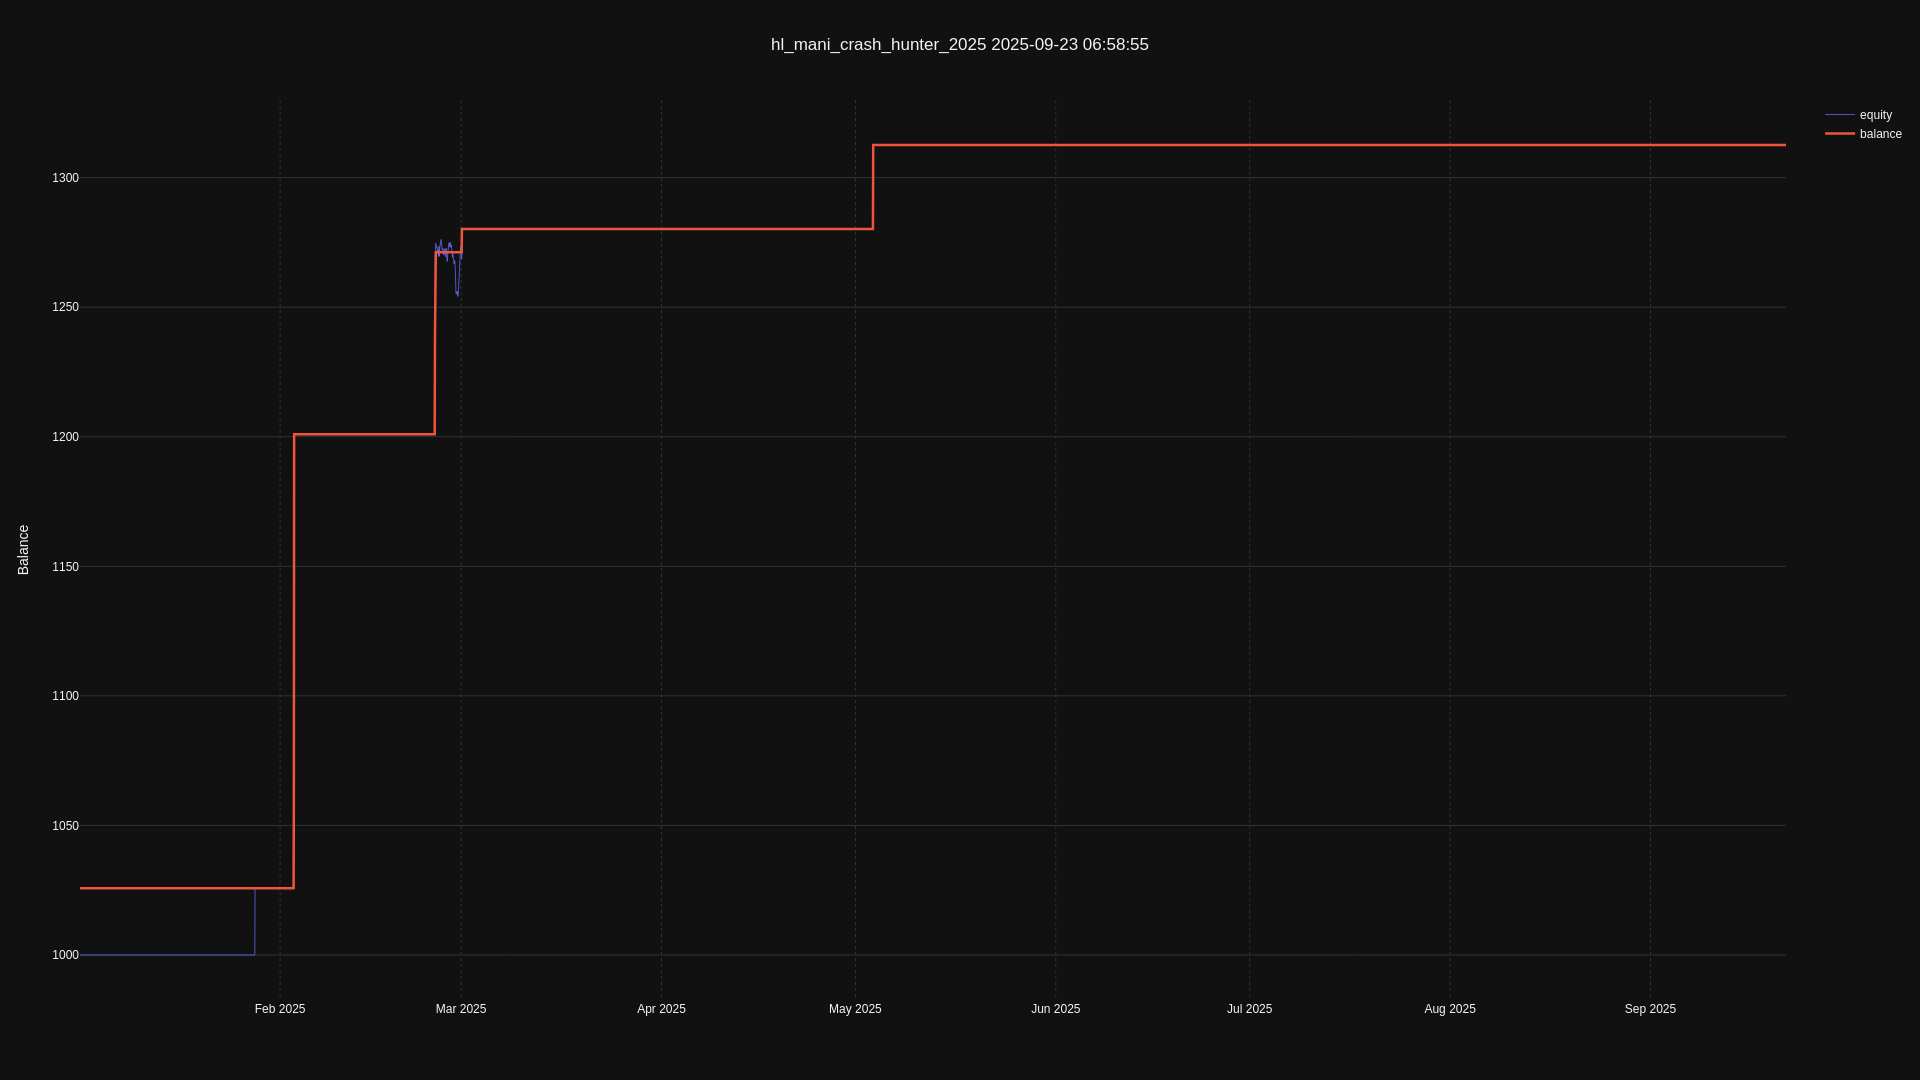 hl_mani_crash_hunter_2025 2025-09-23 06:58:55
equity
balance
Balance
1300
1250
1200
1150
1100
1050
1000
Feb 2025
Mar 2025
Apr 2025
May 2025
Jun 2025
Jul 2025
Aug 2025
Sep 2025